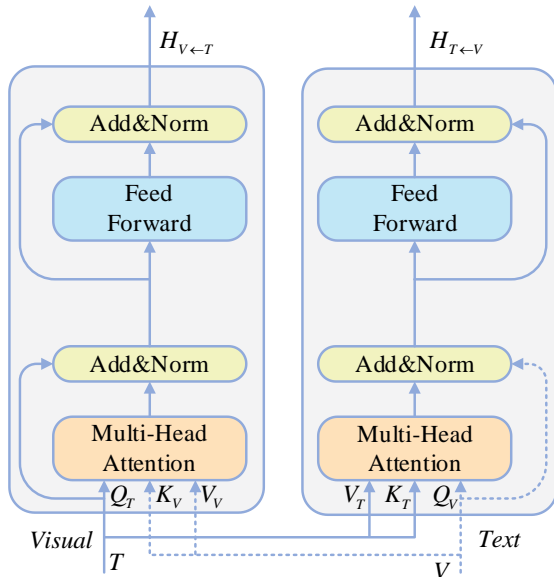 H_{V←T}
H_{T←V}
Add&Norm
Add&Norm
Feed
Forward
Feed
Forward
Add&Norm
Add&Norm
Multi-Head
Attention
Multi-Head
Attention
Q_T K_V V_V
V_T K_T Q_V
Visual
Text
T
V